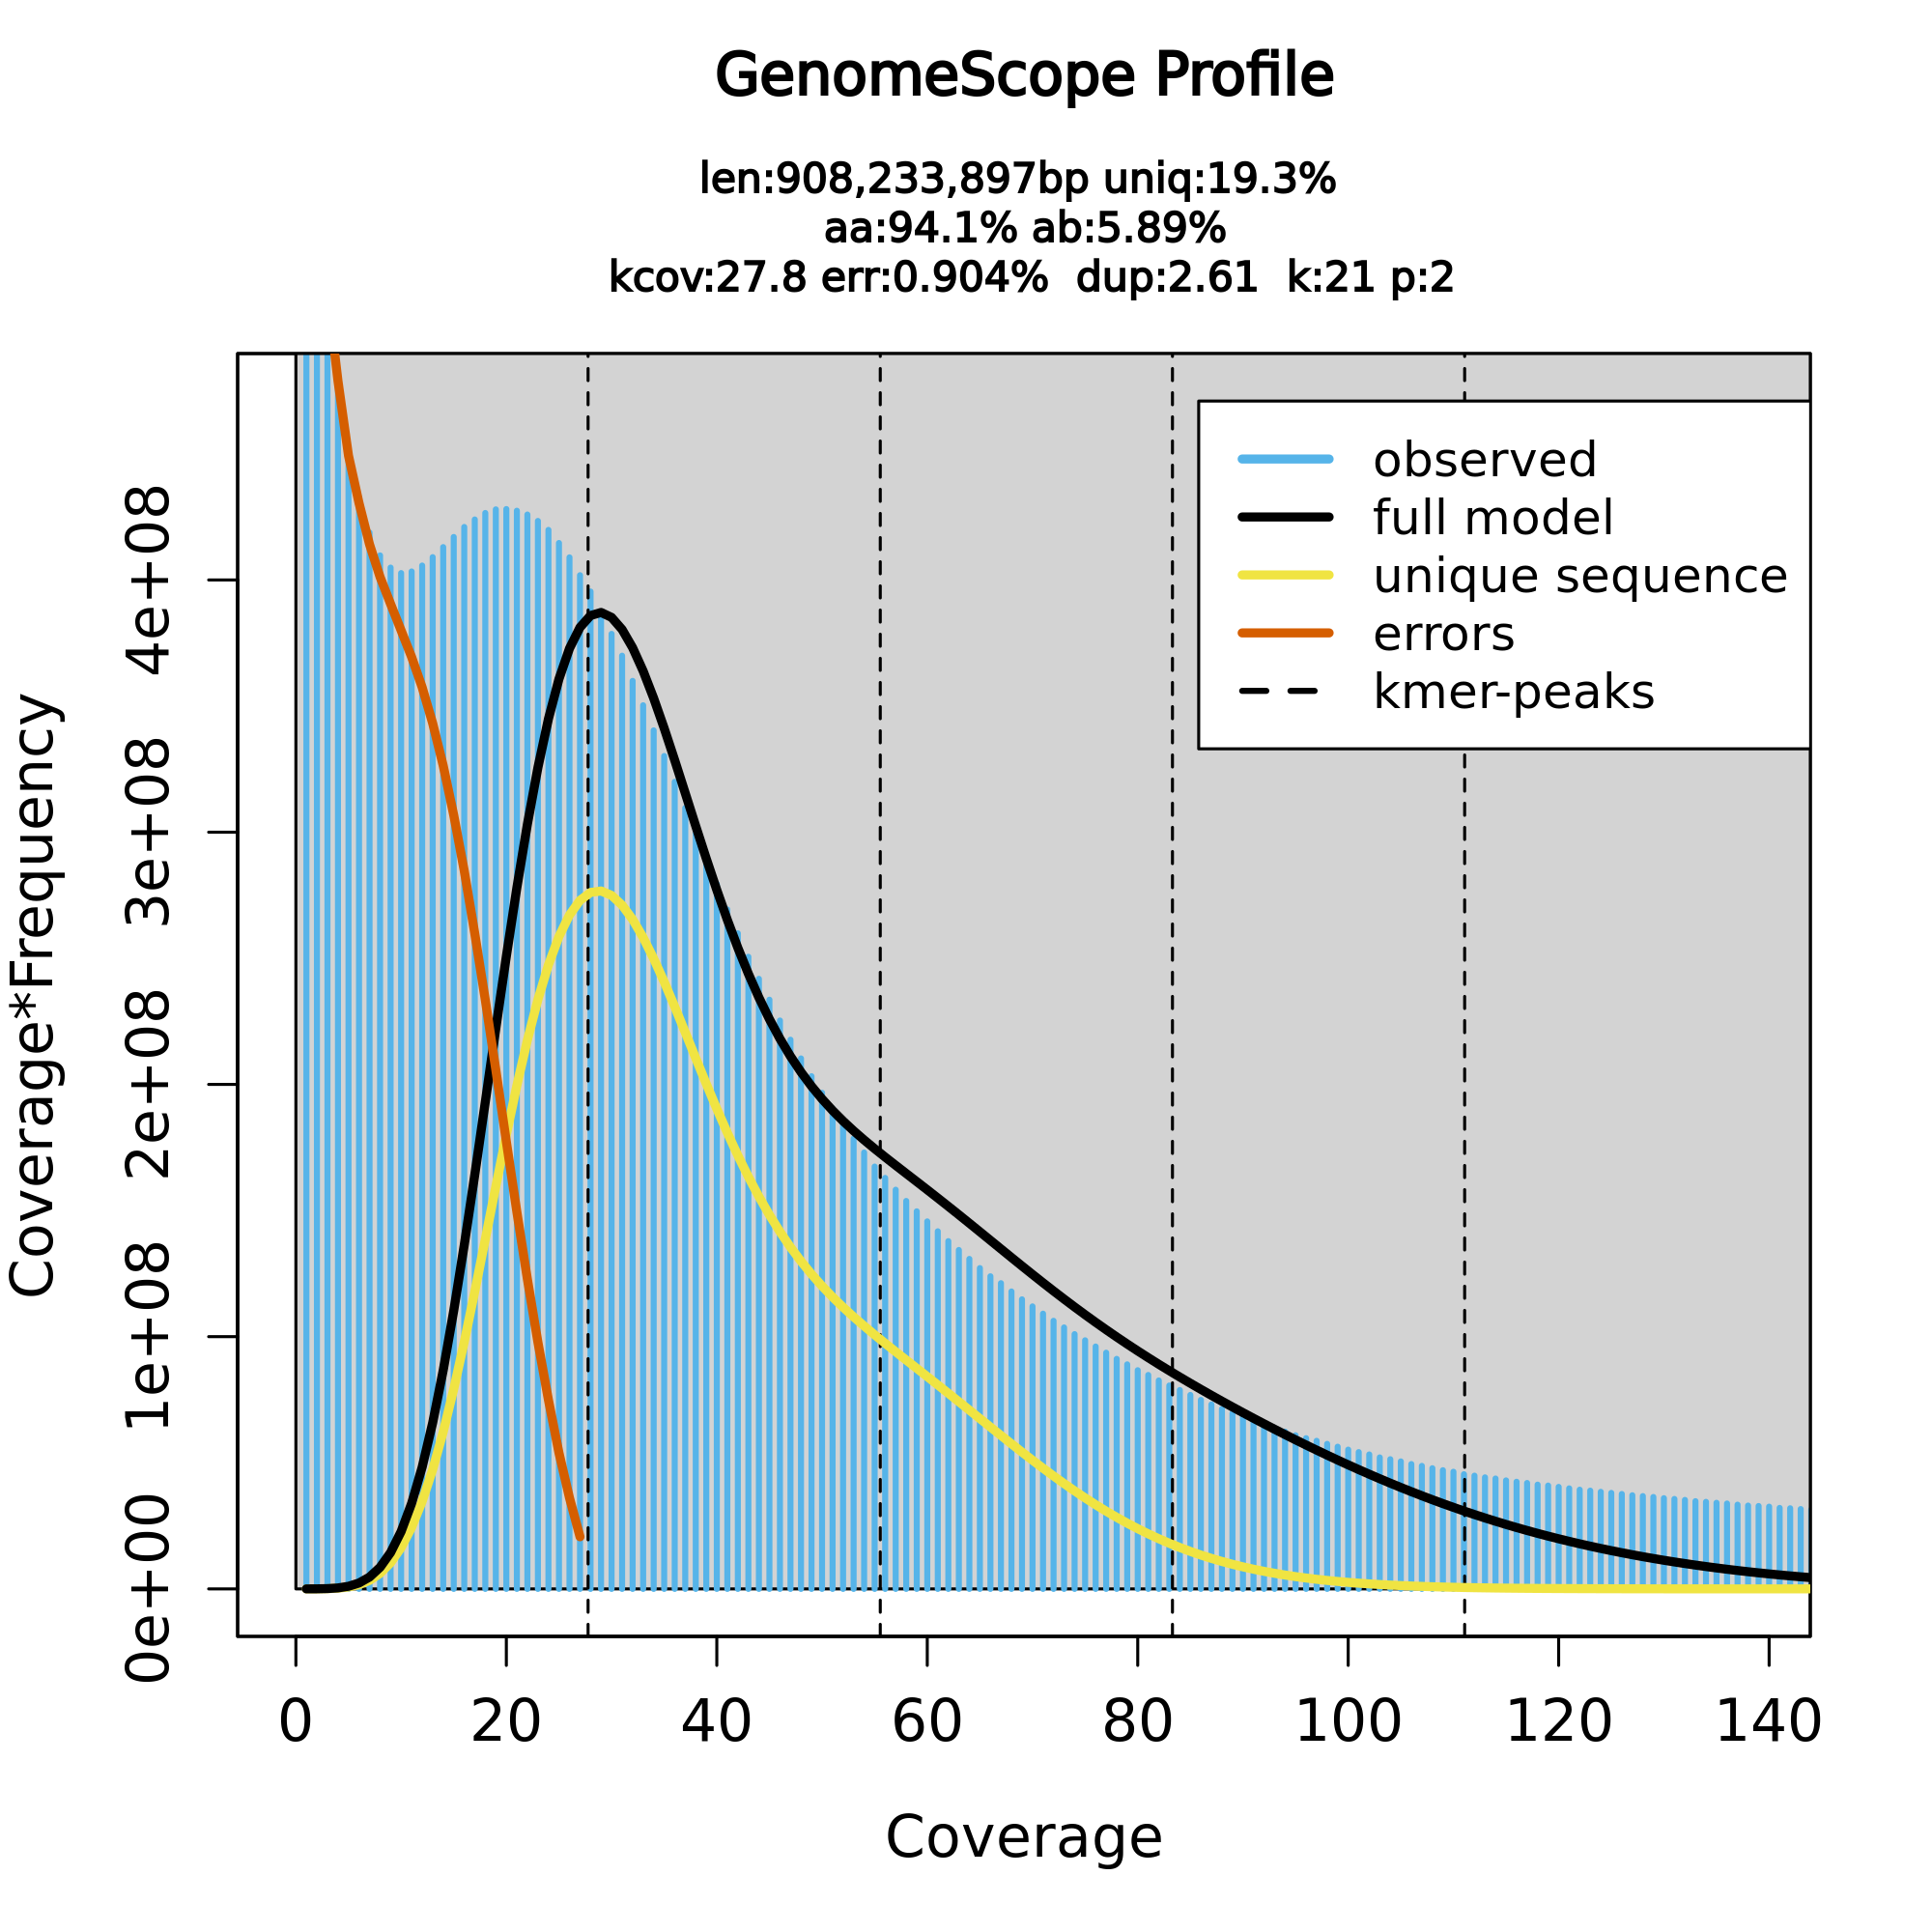 GenomeScope Profile
len:908,233,897bp uniq:19.3%
aa:94.1% ab:5.89%
kcov:27.8 err:0.904% dup:2.61 k:21 p:2
observed
full model
unique sequence
errors
kmer-peaks
Coverage*Frequency
4e+08
3e+08
2e+08
1e+08
0e+00
0 20 40 60 80 100 120 140
Coverage